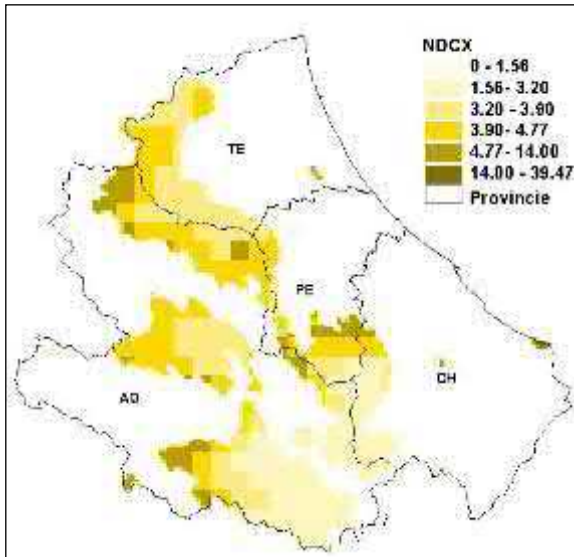 NDCX
0 - 1.56
1.56 - 3.20
3.20 - 3.90
3.90 - 4.77
4.77 - 14.00
14.00 - 39.47
Provincie
TE
PE
CH
AQ